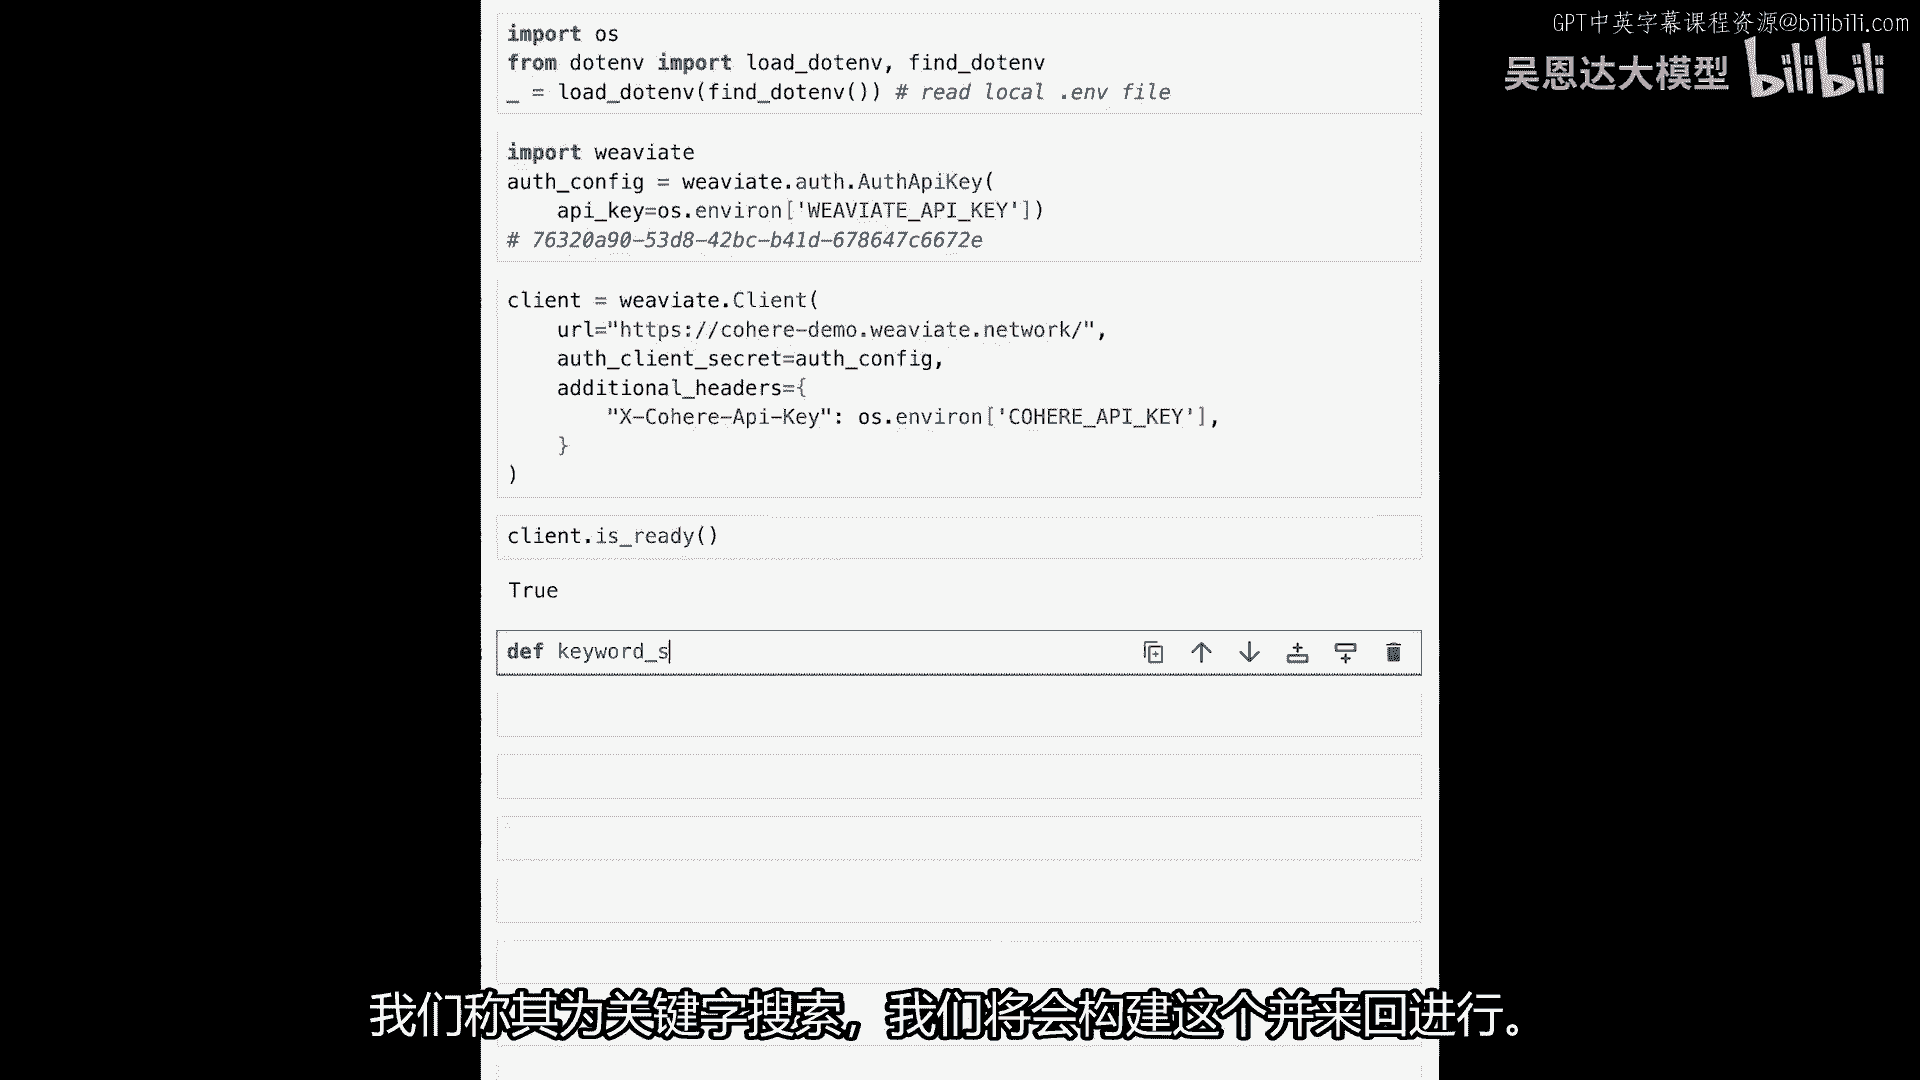 GPT中英字幕课程资源@bilibili.com
吴恩达大模型 bilibili
import os
from dotenv import load_dotenv, find_dotenv
_ = load_dotenv(find_dotenv()) # read local .env file
import weaviate
auth_config = weaviate.auth.AuthApiKey(
    api_key=os.environ['WEAVIATE_API_KEY'])
# 76320a90-53d8-42bc-b41d-678647c6672e
client = weaviate.Client(
    url="https://cohere-demo.weaviate.network/",
    auth_client_secret=auth_config,
    additional_headers={
        "X-Cohere-Api-Key": os.environ['COHERE_API_KEY'],
    }
)
client.is_ready()
True
def keyword_s
我们称其为关键字搜索，我们将会构建这个并来回进行。